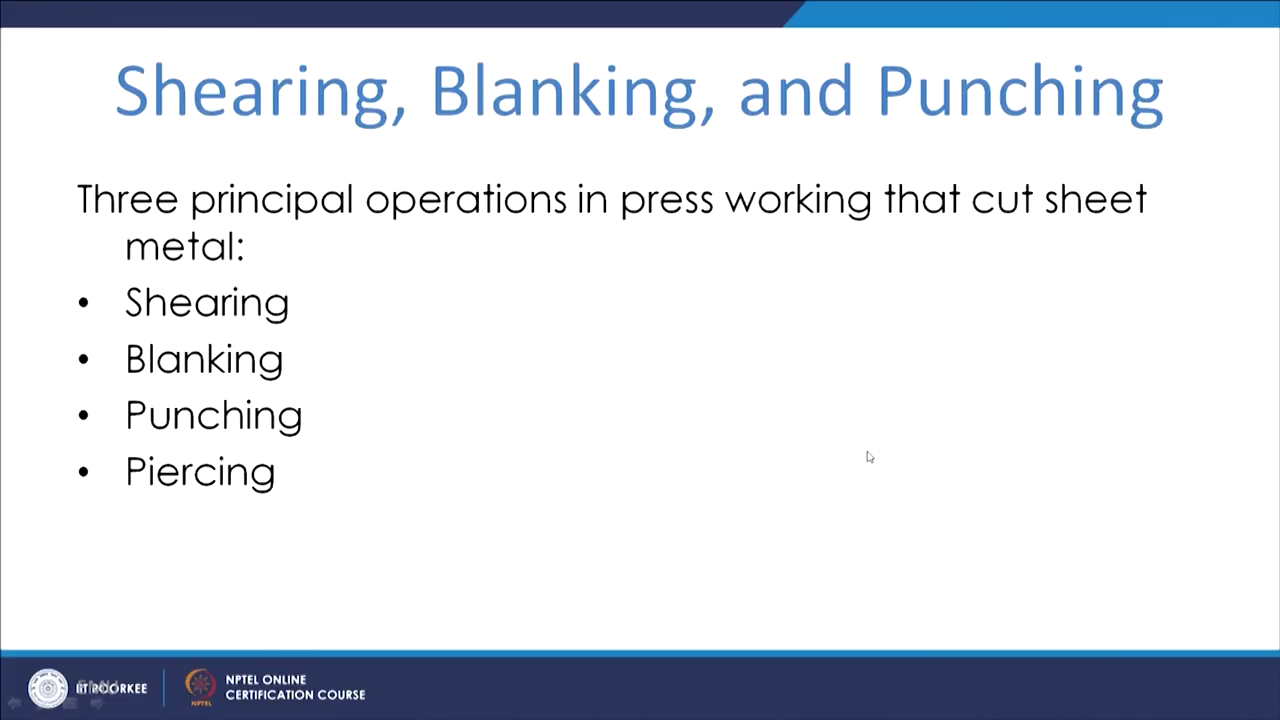 Shearing, Blanking, and Punching
Three principal operations in press working that cut sheet
metal:
• Shearing
• Blanking
• Punching
• Piercing
IIT ROORKEE
NPTEL
NPTEL ONLINE
CERTIFICATION COURSE